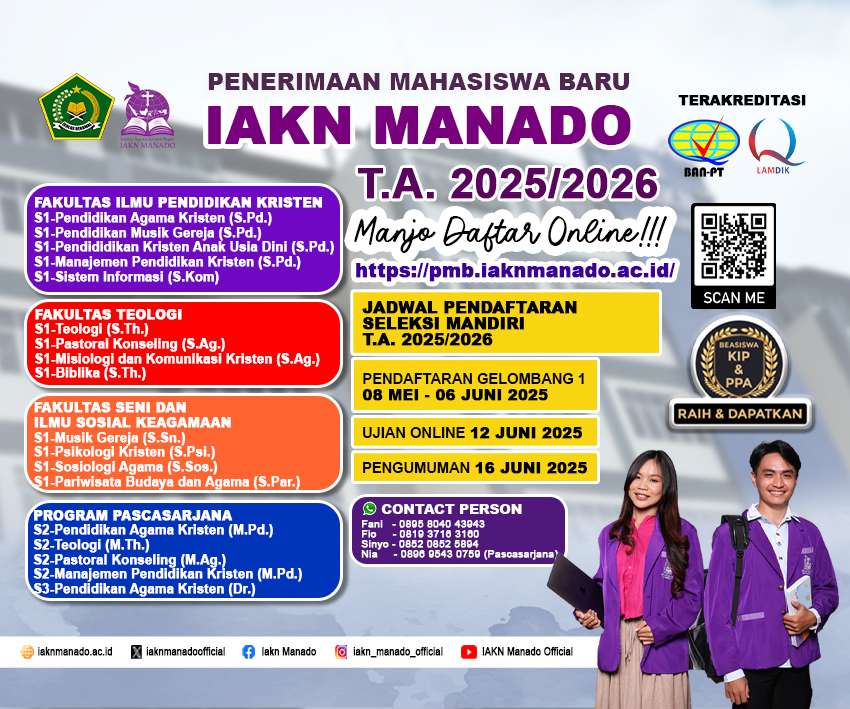 PENERIMAAN MAHASISWA BARU
IAKN MANADO
T.A. 2025/2026
Manjo Daftar Online!!!
https://pmb.iaknmanado.ac.id/
IAKN MANADO
TERAKREDITASI
BAN-PT
LAMDIK
SCAN ME
BEASISWA
KIP
&
PPA
RAIH & DAPATKAN
FAKULTAS ILMU PENDIDIKAN KRISTEN
S1-Pendidikan Agama Kristen (S.Pd.)
S1-Pendidikan Musik Gereja (S.Pd.)
S1-Pendididikan Kristen Anak Usia Dini (S.Pd.)
S1-Manajemen Pendidikan Kristen (S.Pd.)
S1-Sistem Informasi (S.Kom)
FAKULTAS TEOLOGI
S1-Teologi (S.Th.)
S1-Pastoral Konseling (S.Ag.)
S1-Misiologi dan Komunikasi Kristen (S.Ag.)
S1-Biblika (S.Th.)
FAKULTAS SENI DAN
ILMU SOSIAL KEAGAMAAN
S1-Musik Gereja (S.Sn.)
S1-Psikologi Kristen (S.Psi.)
S1-Sosiologi Agama (S.Sos.)
S1-Pariwisata Budaya dan Agama (S.Par.)
PROGRAM PASCASARJANA
S2-Pendidikan Agama Kristen (M.Pd.)
S2-Teologi (M.Th.)
S2-Pastoral Konseling (M.Ag.)
S2-Manajemen Pendidikan Kristen (M.Pd.)
S3-Pendidikan Agama Kristen (Dr.)
JADWAL PENDAFTARAN
SELEKSI MANDIRI
T.A. 2025/2026
PENDAFTARAN GELOMBANG 1
08 MEI - 06 JUNI 2025
UJIAN ONLINE 12 JUNI 2025
PENGUMUMAN 16 JUNI 2025
CONTACT PERSON
Fani - 0895 8040 43943
Flo - 0819 3716 3160
Sinyo - 0852 0852 5894
Nia - 0896 9543 0759 (Pascasarjana)
iaknmanado.ac.id
iaknmanadoofficial
Iakn Manado
iakn_manado_official
IAKN Manado Official